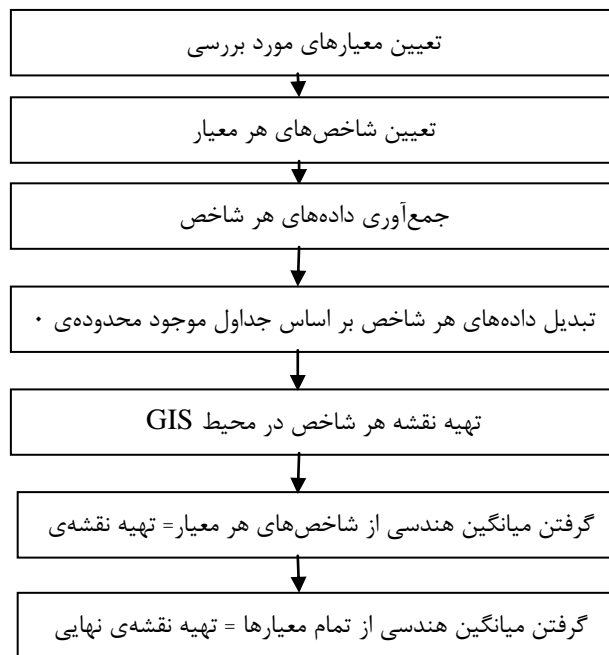 تعیین معیارهای مورد بررسی
تعیین شاخص‌های هر معیار
جمع‌آوری داده‌های هر شاخص
تبدیل داده‌های هر شاخص بر اساس جداول موجود محدوده‌ی ۰
تهیه نقشه هر شاخص در محیط GIS
گرفتن میانگین هندسی از شاخص‌های هر معیار= تهیه نقشه‌ی
گرفتن میانگین هندسی از تمام معیارها = تهیه نقشه‌ی نهایی